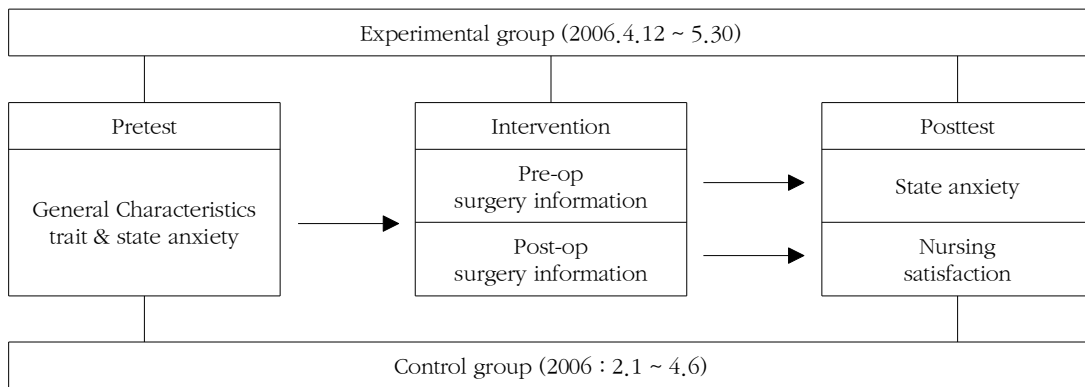 Experimental group (2006.4.12 ~ 5.30)
Pretest
General Characteristics
trait & state anxiety
Intervention
Pre-op
surgery information
Post-op
surgery information
Posttest
State anxiety
Nursing
satisfaction
Control group (2006 : 2.1 ~ 4.6)